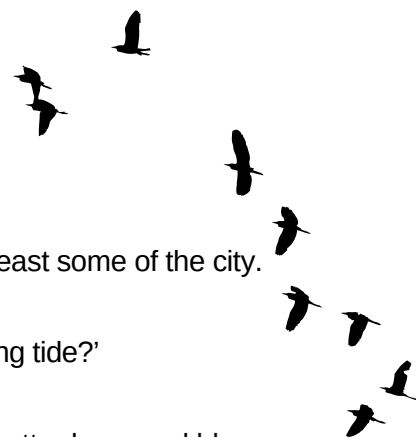 east some of the city.
ng tide?’